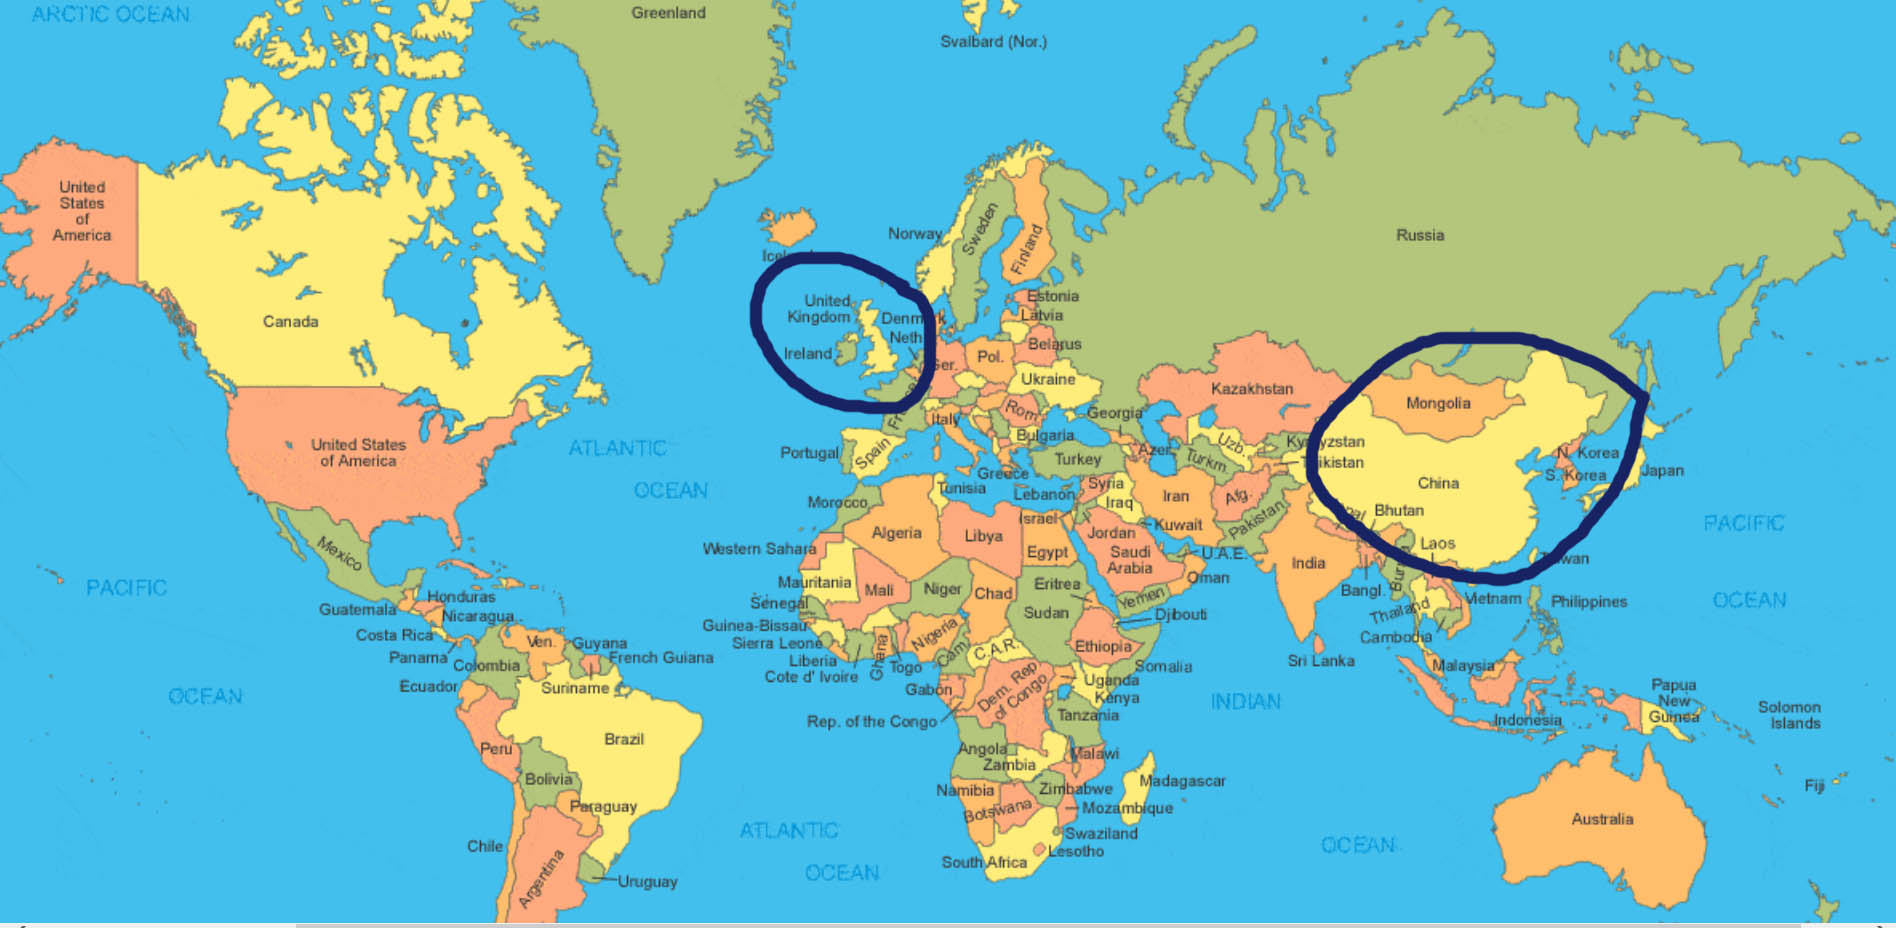 ARCTIC OCEAN
Greenland
Svalbard (Nor.)
United
States
of
America
Canada
United States
of America
Mexico
ATLANTIC
OCEAN
PACIFIC
OCEAN
Guatemala
Honduras
Nicaragua
Costa Rica
Panama
Colombia
Ecuador
Ven.
Guyana
French Guiana
Suriname
Peru
Brazil
Bolivia
Paraguay
Chile
Argentina
Uruguay
ATLANTIC
OCEAN
Norway
Sweden
Finland
Estonia
Latvia
Belarus
United
Kingdom
Ireland
Neth
Ger.
Pol.
Ukraine
Rom.
Italy
Bulgaria
Portugal
Spain
Greece
Turkey
Georgia
Azer.
Russia
Kazakhstan
Uzb.
Turkm.
Mongolia
China
N. Korea
S. Korea
Japan
Morocco
Tunisia
Lebanon
Syria
Iraq
Iran
Afg.
Pakistan
Israel
Jordan
Kuwait
Saudi
Arabia
U.A.E.
Oman
Yemen
Western Sahara
Algeria
Libya
Egypt
Mauritania
Mali
Niger
Chad
Sudan
Eritrea
Djibouti
Senegal
Guinea-Bissau
Sierra Leone
Liberia
Cote d' Ivoire
Ghana
Togo
Nigeria
Cam.
C.A.R.
Ethiopia
Somalia
Gabon
Rep. of the Congo
Dem. Rep
of Congo
Uganda
Kenya
Tanzania
Angola
Zambia
Malawi
Namibia
Botswana
Zimbabwe
Mozambique
Madagascar
Swaziland
Lesotho
South Africa
India
Bhutan
Bangl.
Laos
Thailand
Vietnam
Cambodia
Sri Lanka
Philippines
Malaysia
Indonesia
Papua
New
Guinea
Solomon
Islands
Fiji
Australia
INDIAN
OCEAN
PACIFIC
OCEAN